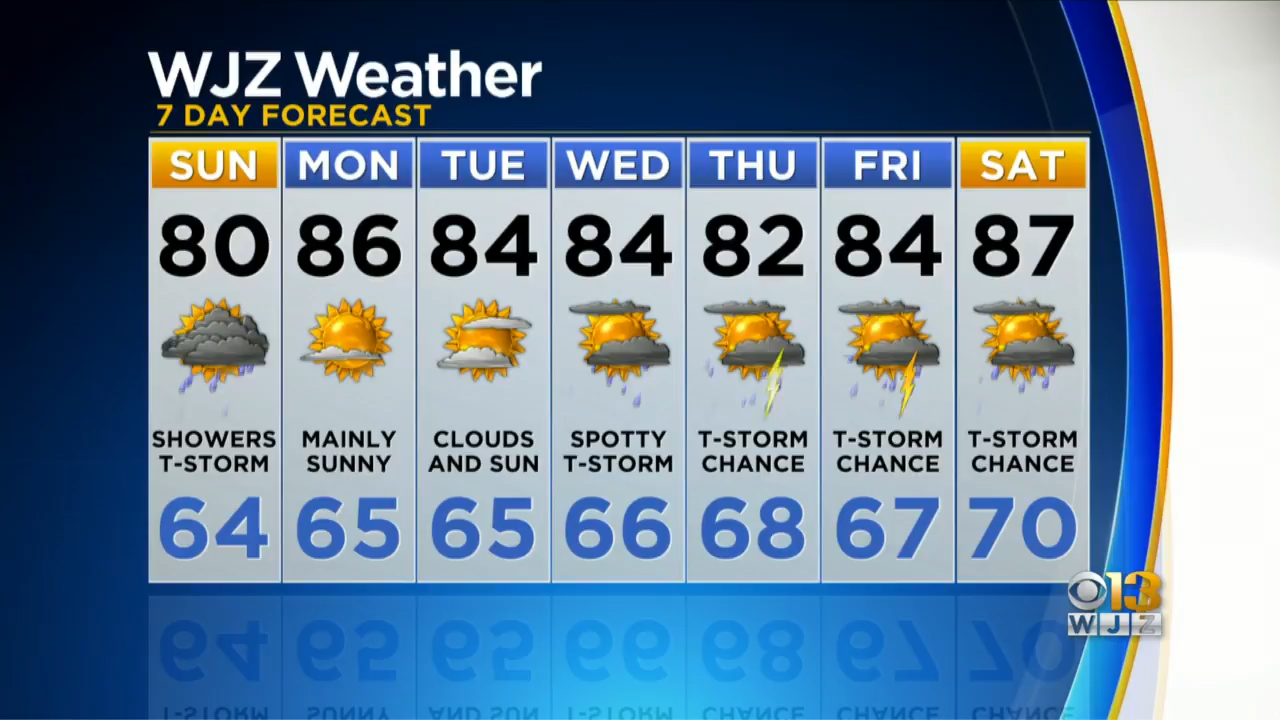 WJZ Weather
7 DAY FORECAST
SUN MON TUE WED THU FRI SAT
80 86 84 84 82 84 87
SHOWERS T-STORM
MAINLY SUNNY
CLOUDS AND SUN
SPOTTY T-STORM
T-STORM CHANCE
T-STORM CHANCE
T-STORM CHANCE
64 65 65 66 68 67 70
13
WJZ